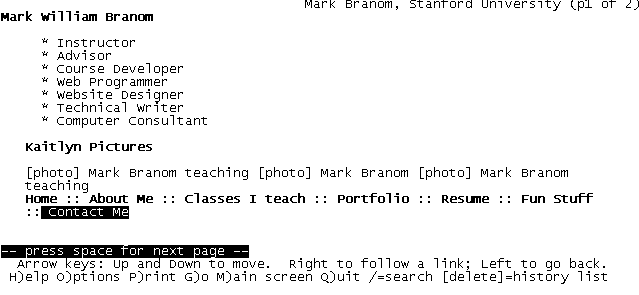 Mark Branom, Stanford University (p1 of 2)
Mark William Branom
* Instructor
* Advisor
* Course Developer
* Web Programmer
* Website Designer
* Technical Writer
* Computer Consultant
Kaitlyn Pictures
[photo] Mark Branom teaching [photo] Mark Branom [photo] Mark Branom
teaching
Home :: About Me :: Classes I teach :: Portfolio :: Resume :: Fun Stuff
:: Contact Me
-- press space for next page --
Arrow keys: Up and Down to move.  Right to follow a link; Left to go back.
H)elp O)ptions P)rint G)o M)ain screen Q)uit /=search [delete]=history list